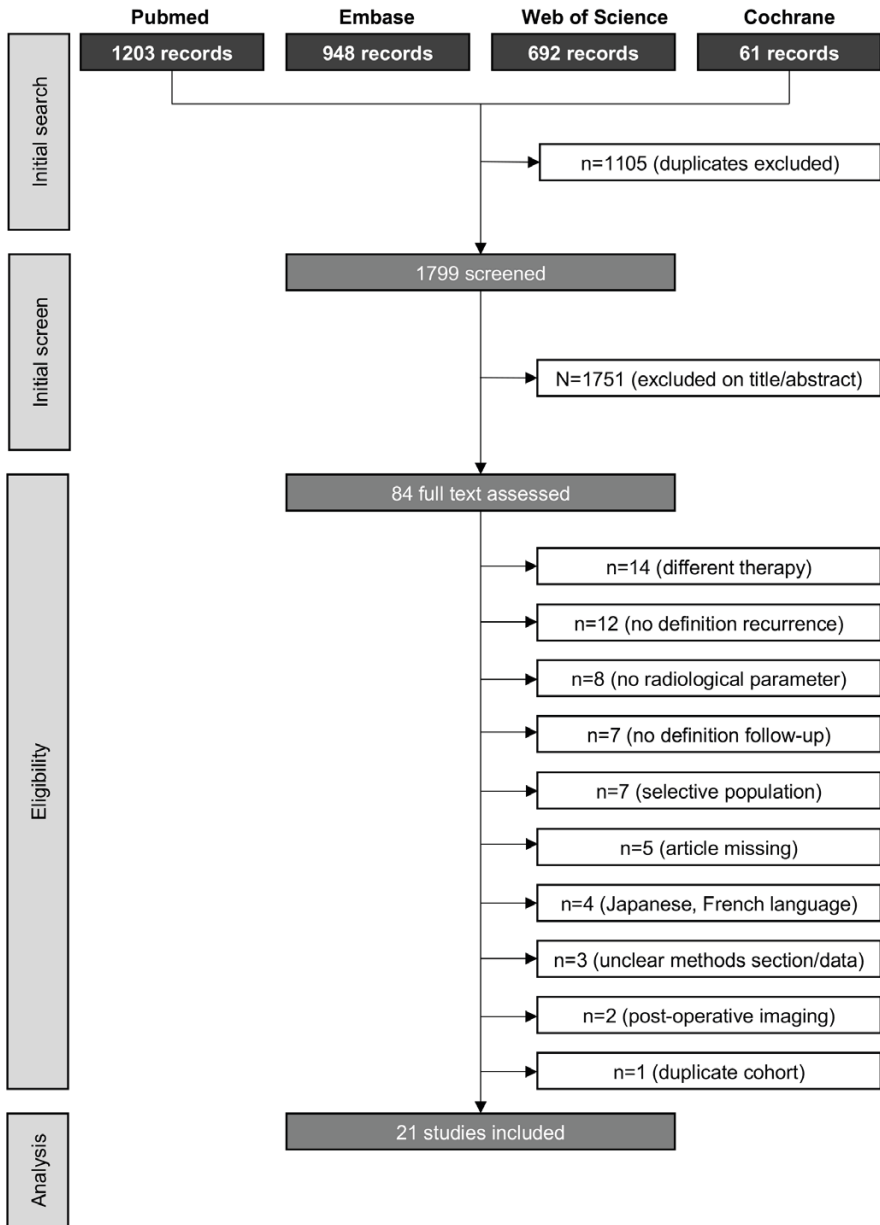 Pubmed
Embase
Web of Science
Cochrane
1203 records
948 records
692 records
61 records
Initial search
n=1105 (duplicates excluded)
1799 screened
Initial screen
N=1751 (excluded on title/abstract)
84 full text assessed
Eligibility
n=14 (different therapy)
n=12 (no definition recurrence)
n=8 (no radiological parameter)
n=7 (no definition follow-up)
n=7 (selective population)
n=5 (article missing)
n=4 (Japanese, French language)
n=3 (unclear methods section/data)
n=2 (post-operative imaging)
n=1 (duplicate cohort)
21 studies included
Analysis